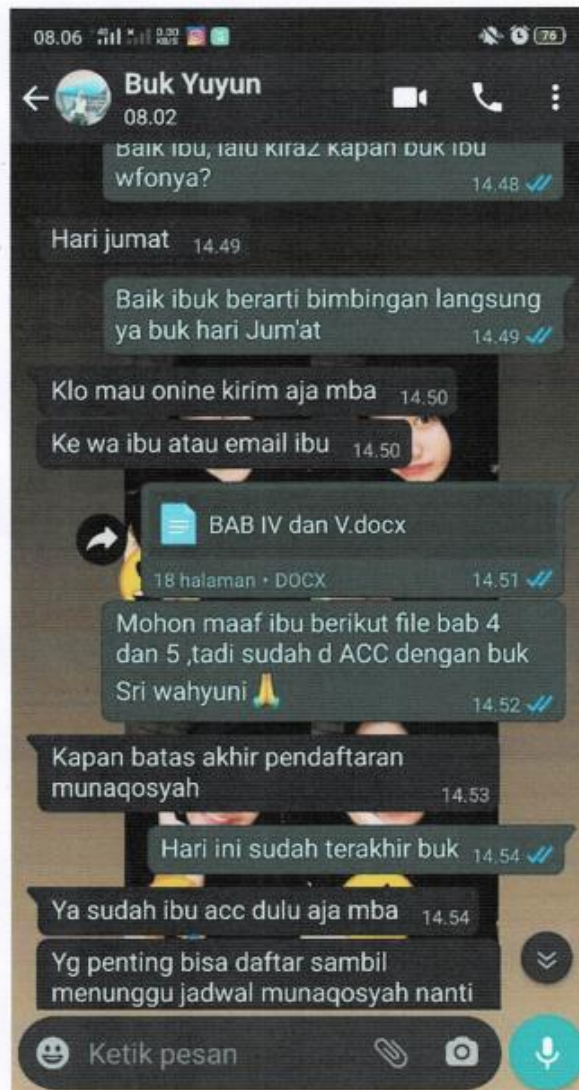 08.06
76
Buk Yuyun
08.02
Baik ibu, lalu kira2 kapan buk ibu
wfonya?
14.48
Hari jumat 14.49
Baik ibuk berarti bimbingan langsung
ya buk hari Jum'at
14.49
Klo mau onine kirim aja mba 14.50
Ke wa ibu atau email ibu 14.50
BAB IV dan V.docx
18 halaman • DOCX 14.51
Mohon maaf ibu berikut file bab 4
dan 5 ,tadi sudah d ACC dengan buk
Sri wahyuni 🙏
14.52
Kapan batas akhir pendaftaran
munaqosyah
14.53
Hari ini sudah terakhir buk 14.54
Ya sudah ibu acc dulu aja mba 14.54
Yg penting bisa daftar sambil
menunggu jadwal munaqosyah nanti
Ketik pesan